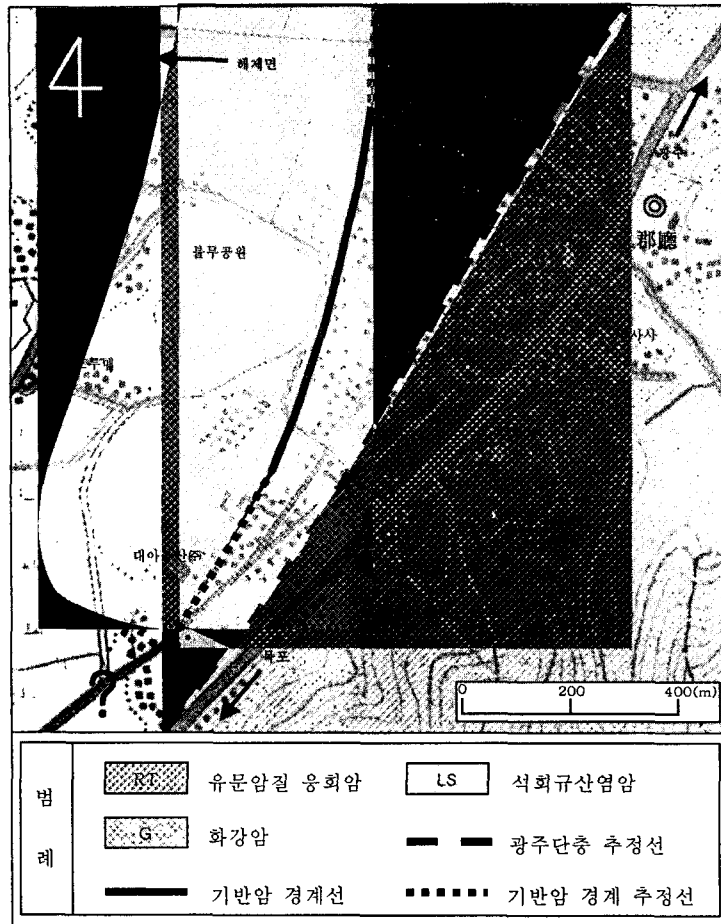 4
해제면
광주
불무공원
郡廳
목포
0 200 400(m)
범례
RT 유문암질 응회암
LS 석회규산염암
G 화강암
광주단층 추정선
기반암 경계선
기반암 경계 추정선